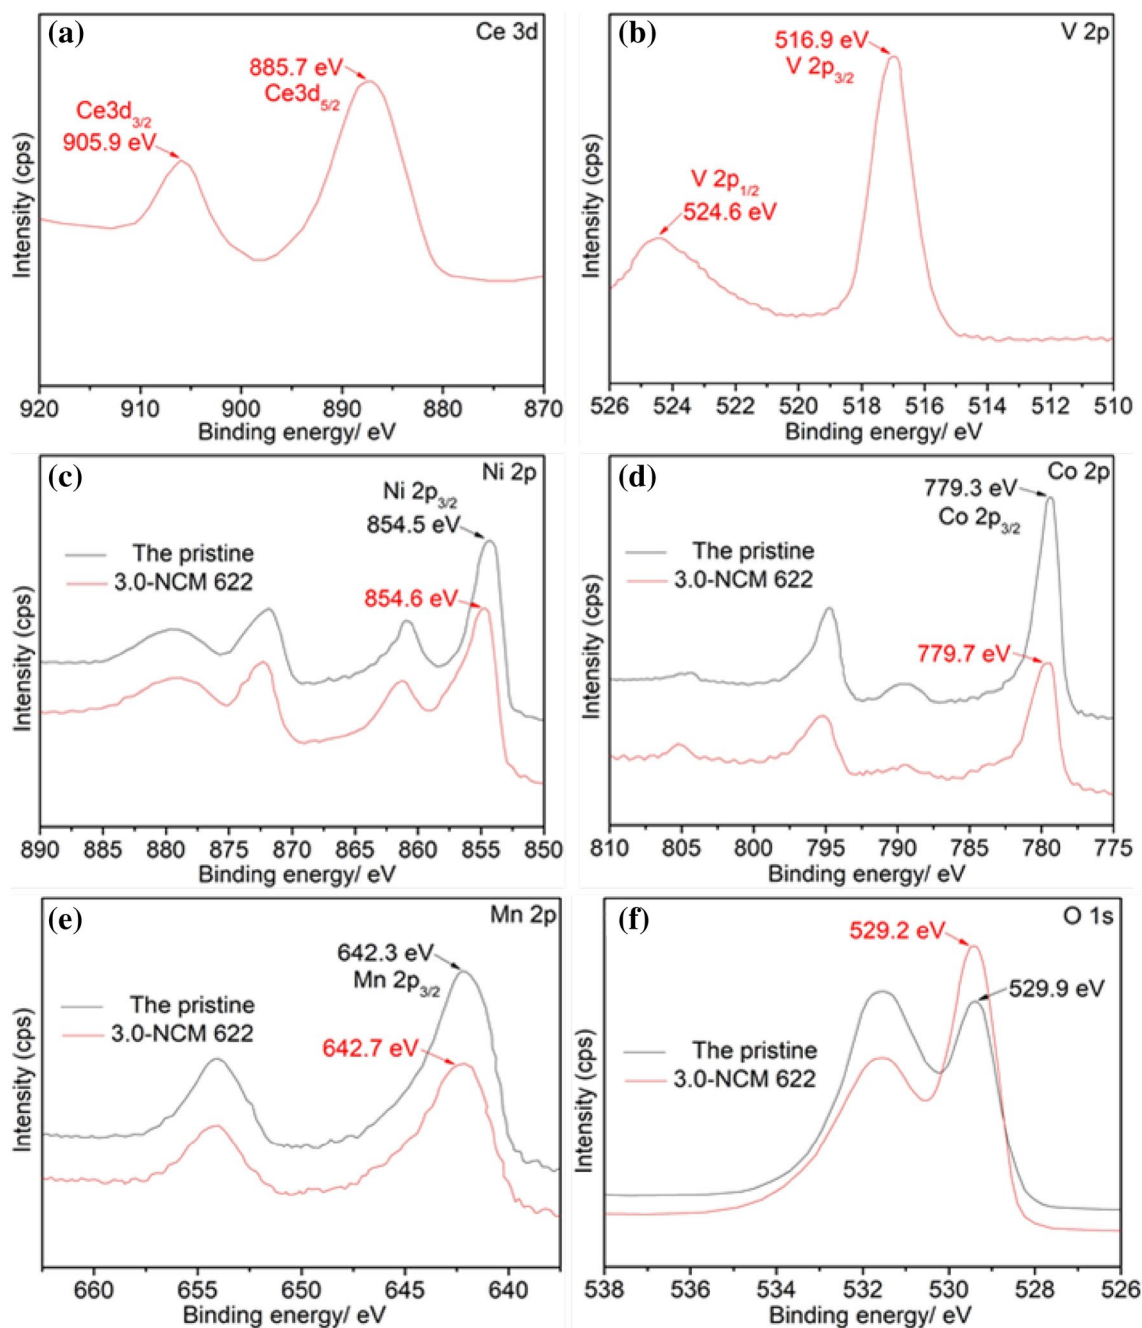 (a)
Ce 3d
885.7 eV
Ce3d5/2
Ce3d3/2
905.9 eV
Intensity (cps)
920 910 900 890 880 870
Binding energy/ eV
(b)
V 2p
516.9 eV
V 2p3/2
V 2p1/2
524.6 eV
Intensity (cps)
526 524 522 520 518 516 514 512 510
Binding energy/ eV
(c)
Ni 2p
Ni 2p3/2
854.5 eV
The pristine
3.0-NCM 622
854.6 eV
Intensity (cps)
890 885 880 875 870 865 860 855 850
Binding energy/ eV
(d)
Co 2p
779.3 eV
Co 2p3/2
The pristine
3.0-NCM 622
779.7 eV
Intensity (cps)
810 805 800 795 790 785 780 775
Binding energy/ eV
(e)
Mn 2p
642.3 eV
Mn 2p3/2
The pristine
3.0-NCM 622
642.7 eV
Intensity (cps)
660 655 650 645 640
Binding energy/ eV
(f)
O 1s
529.2 eV
529.9 eV
The pristine
3.0-NCM 622
Intensity (cps)
538 536 534 532 530 528 526
Binding energy/ eV